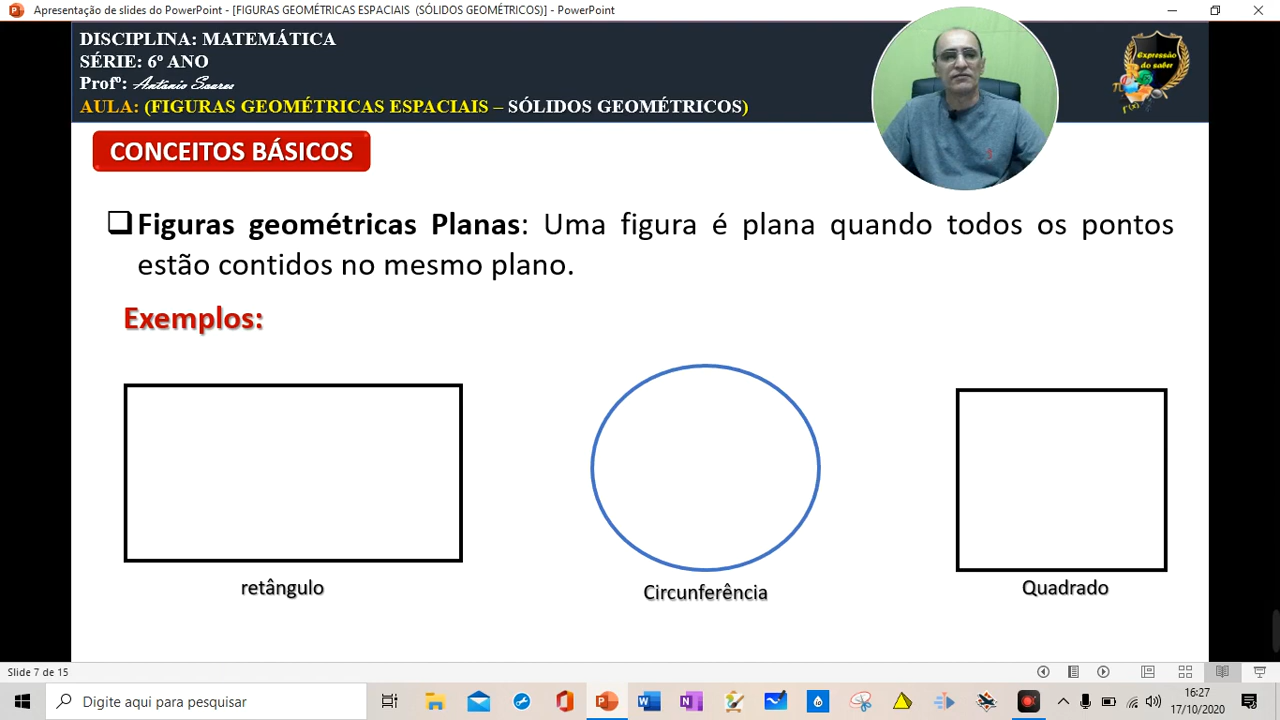 Apresentação de slides do PowerPoint - [FIGURAS GEOMÉTRICAS ESPACIAIS (SÓLIDOS GEOMÉTRICOS)] - PowerPoint
DISCIPLINA: MATEMÁTICA
SÉRIE: 6º ANO
Profº: Antonio Soares
AULA: (FIGURAS GEOMÉTRICAS ESPACIAIS – SÓLIDOS GEOMÉTRICOS)
Expressão
do saber
CONCEITOS BÁSICOS
Figuras geométricas Planas: Uma figura é plana quando todos os pontos
estão contidos no mesmo plano.
Exemplos:
retângulo
Circunferência
Quadrado
Slide 7 de 15
Digite aqui para pesquisar
16:27
17/10/2020